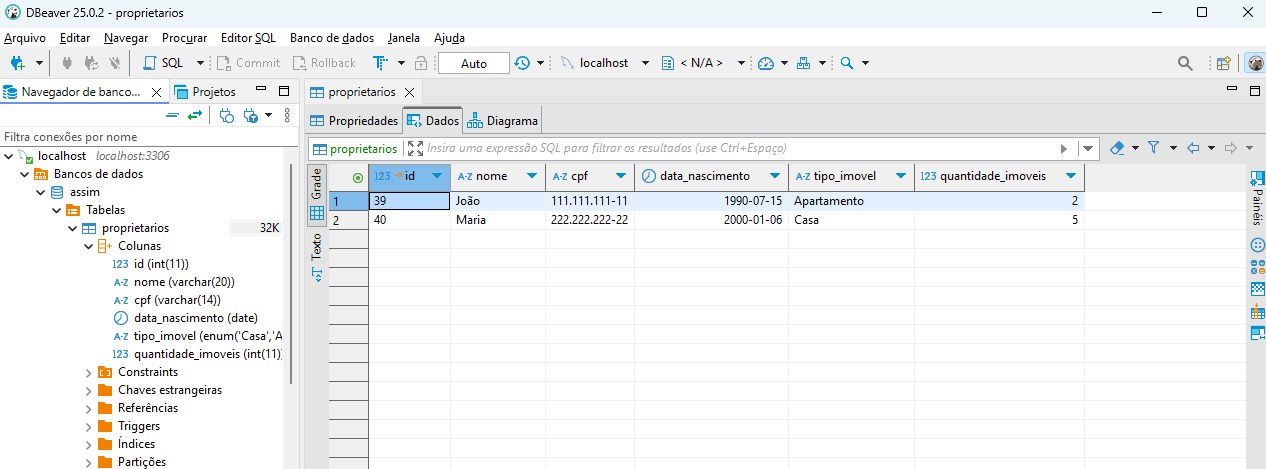 DBeaver 25.0.2 - proprietarios
Arquivo Editar Navegar Procurar Editor SQL Banco de dados Janela Ajuda
SQL Commit Rollback Auto localhost < N/A >
Navegador de banco... Projetos
Filtra conexões por nome
localhost localhost:3306
Bancos de dados
assim
Tabelas
proprietarios 32K
Colunas
123 id (int(11))
A-Z nome (varchar(20))
A-Z cpf (varchar(14))
data_nascimento (date)
A-Z tipo_imovel (enum('Casa','A
123 quantidade_imoveis (int(11))
Constraints
Chaves estrangeiras
Referências
Triggers
Índices
Partições
proprietarios
Propriedades Dados Diagrama
proprietarios Insira uma expressão SQL para filtrar os resultados (use Ctrl+Espaço)
Grade
Texto
123 id A-Z nome A-Z cpf data_nascimento A-Z tipo_imovel 123 quantidade_imoveis
1 39 João 111.111.111-11 1990-07-15 Apartamento 2
2 40 Maria 222.222.222-22 2000-01-06 Casa 5
Painéis